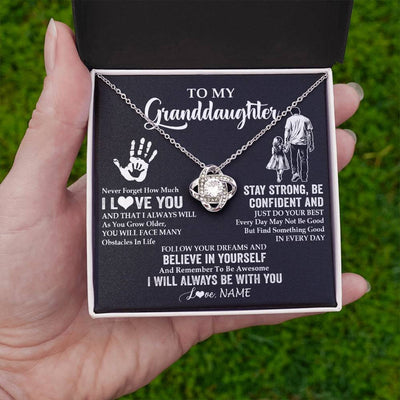 TO MY
Granddaughter
Never Forget How Much
I LOVE YOU
AND THAT I ALWAYS WILL
As You Grow Older,
YOU WILL FACE MANY
Obstacles In Life
STAY STRONG, BE
CONFIDENT AND
JUST DO YOUR BEST
Every Day May Not Be Good
But Find Something Good
IN EVERY DAY
FOLLOW YOUR DREAMS AND
BELIEVE IN YOURSELF
And Remember To Be Awesome
I WILL ALWAYS BE WITH YOU
Love, NAME